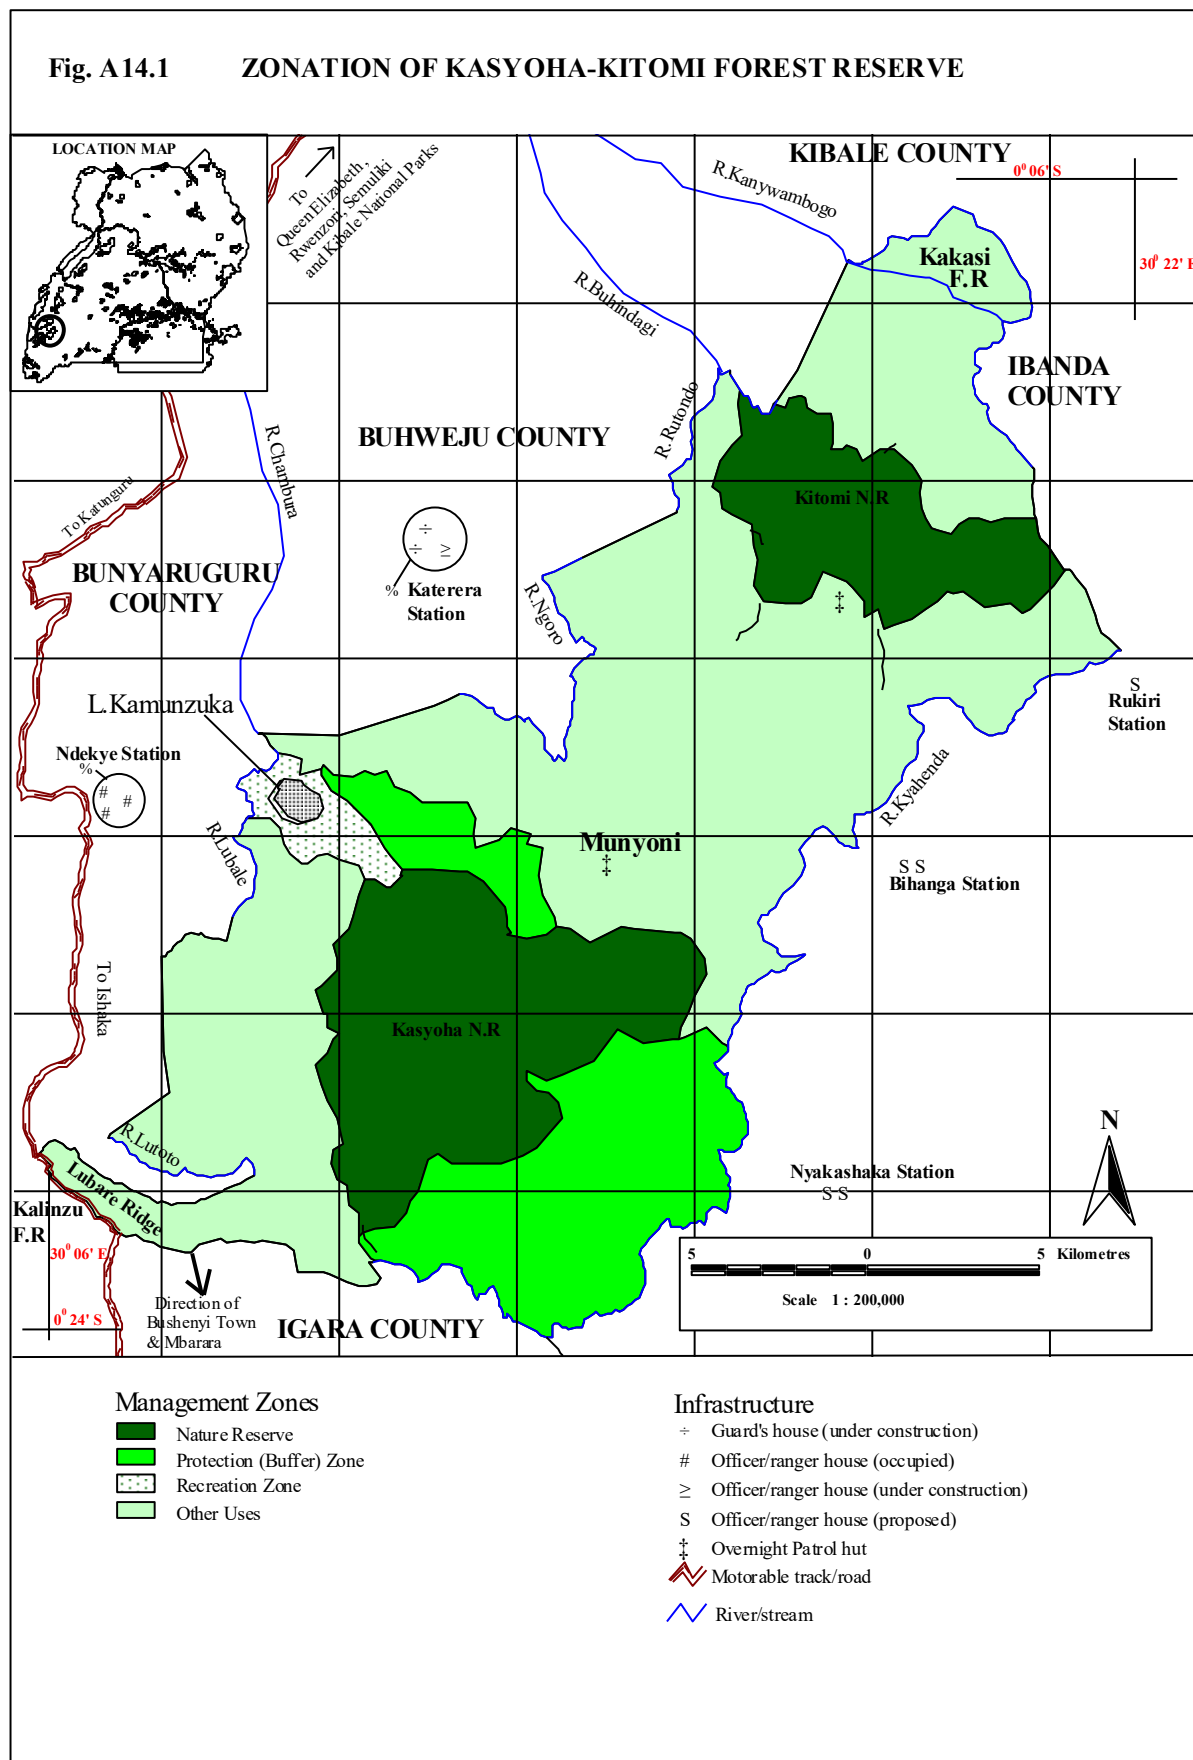 Fig. A14.1 ZONATION OF KASYOHA-KITOMI FOREST RESERVE
LOCATION MAP
To
Queen Elizabeth,
Rwenzori, Semuliki
and Kibale National Parks
KIBALE COUNTY
0⁰ 06' S
R.Kanywambogo
Kakasi
F.R
30⁰ 22' E
R.Buhindagi
IBANDA
COUNTY
R.Rutondo
BUHWEJU COUNTY
R.Chambura
To Katunguru
Kitomi N.R
÷
÷ ≥
% Katerera
Station
BUNYARUGURU
COUNTY
R.Ngoro
‡
S
Rukiri
Station
L.Kamunzuka
Ndekye Station
%
# #
#
R.Kyahenda
R.Lubale
Munyoni
‡
S S
Bihanga Station
To Ishaka
Kasyoha N.R
R.Lutoto
Lubare Ridge
Nyakashaka Station
S S
N
Kalinzu
F.R
30⁰ 06' E
0⁰ 24' S
5 0 5 Kilometres
Scale 1 : 200,000
Direction of
Bushenyi Town
& Mbarara
IGARA COUNTY
Management Zones
Nature Reserve
Protection (Buffer) Zone
Recreation Zone
Other Uses
Infrastructure
÷ Guard's house (under construction)
# Officer/ranger house (occupied)
≥ Officer/ranger house (under construction)
S Officer/ranger house (proposed)
‡ Overnight Patrol hut
Motorable track/road
River/stream